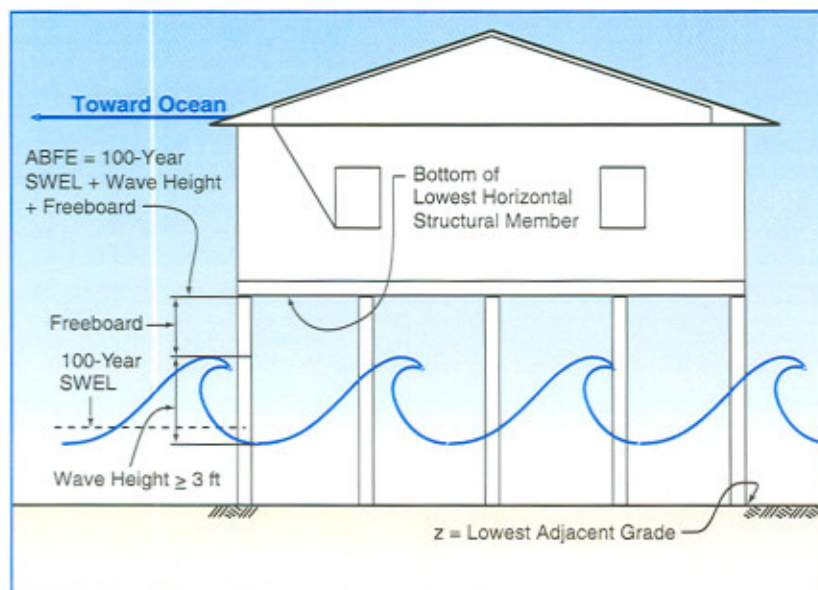 Toward Ocean
ABFE = 100-Year
SWEL + Wave Height
+ Freeboard
Bottom of
Lowest Horizontal
Structural Member
Freeboard
100-Year
SWEL
Wave Height ≥ 3 ft
z = Lowest Adjacent Grade